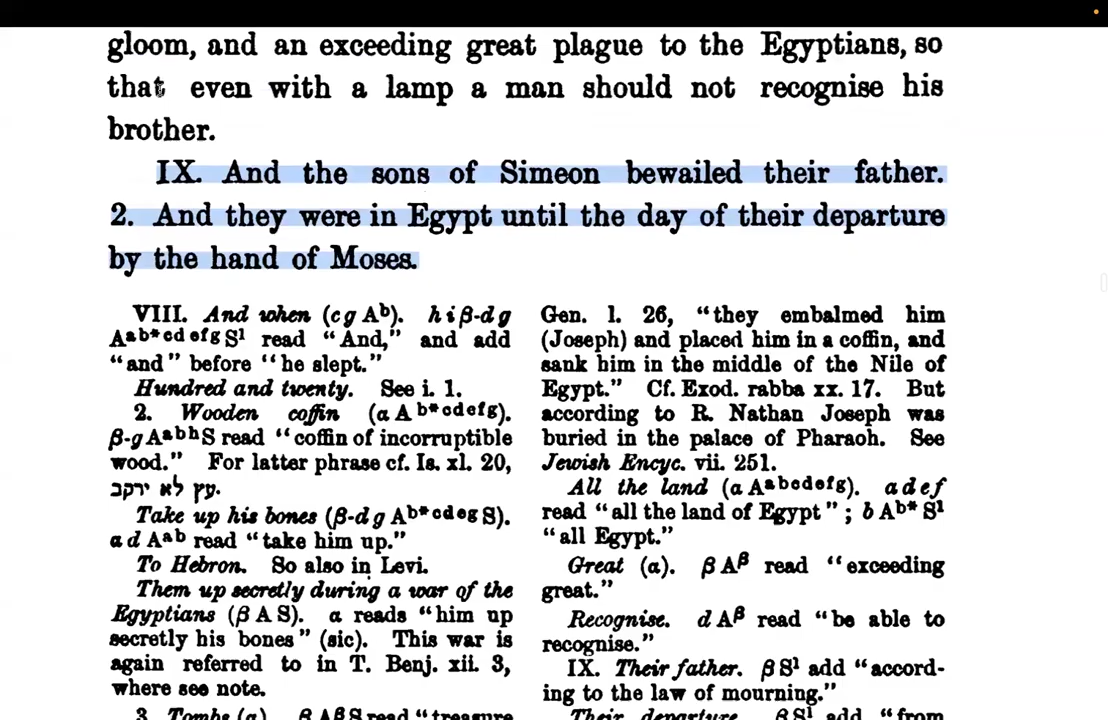 gloom, and an exceeding great plague to the Egyptians, so
that even with a lamp a man should not recognise his
brother.
IX. And the sons of Simeon bewailed their father.
2. And they were in Egypt until the day of their departure
by the hand of Moses.
VIII. And when (c g Aᵇ). h i β-d g
Aᵃᵇ*ᶜᵈᵉᶠᵍ S¹ read “And,” and add
“and” before “he slept.”
Hundred and twenty. See i. 1.
2. Wooden coffin (α A ᵇ*ᶜᵈᵉᶠᵍ).
β-g Aᵃᵇʰ S read “coffin of incorruptible
wood.” For latter phrase cf. Is. xl. 20,
עץ לא ירקב.
Take up his bones (β-d g Aᵇ*ᶜᵈᵉᵍ S).
a d Aᵃᵇ read “take him up.”
To Hebron. So also in Levi.
Them up secretly during a war of the
Egyptians (β A S). α reads “him up
secretly his bones” (sic). This war is
again referred to in T. Benj. xii. 3,
where see note.
3. Tombs (α). β Aᵝ S read “treasure
Gen. l. 26, “they embalmed him
(Joseph) and placed him in a coffin, and
sank him in the middle of the Nile of
Egypt.” Cf. Exod. rabba xx. 17. But
according to R. Nathan Joseph was
buried in the palace of Pharaoh. See
Jewish Encyc. vii. 251.
All the land (α Aᵃᵇᶜᵈᵉᶠᵍ). a d e f
read “all the land of Egypt”; b Aᵇ* S¹
“all Egypt.”
Great (α). β Aᵝ read “exceeding
great.”
Recognise. d Aᵝ read “be able to
recognise.”
IX. Their father. β S¹ add “accord-
ing to the law of mourning.”
Their departure. β S¹ add “from